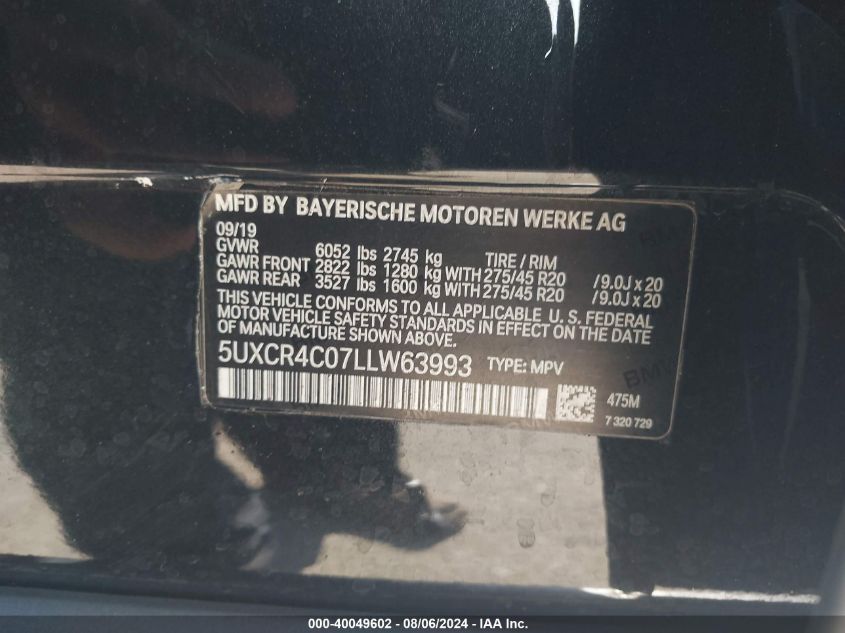 MFD BY BAYERISCHE MOTOREN WERKE AG
09/19
GVWR 6052 lbs 2745 kg TIRE / RIM
GAWR FRONT 2822 lbs 1280 kg WITH 275/45 R20 /9.0J x 20
GAWR REAR 3527 lbs 1600 kg WITH 275/45 R20 /9.0J x 20
THIS VEHICLE CONFORMS TO ALL APPLICABLE U. S. FEDERAL
MOTOR VEHICLE SAFETY STANDARDS IN EFFECT ON THE DATE
OF MANUFACTURE SHOWN ABOVE.
5UXCR4C07LLW63993 TYPE: MPV
475M
7 320 729
BMW
000-40049602 - 08/06/2024 - IAA Inc.